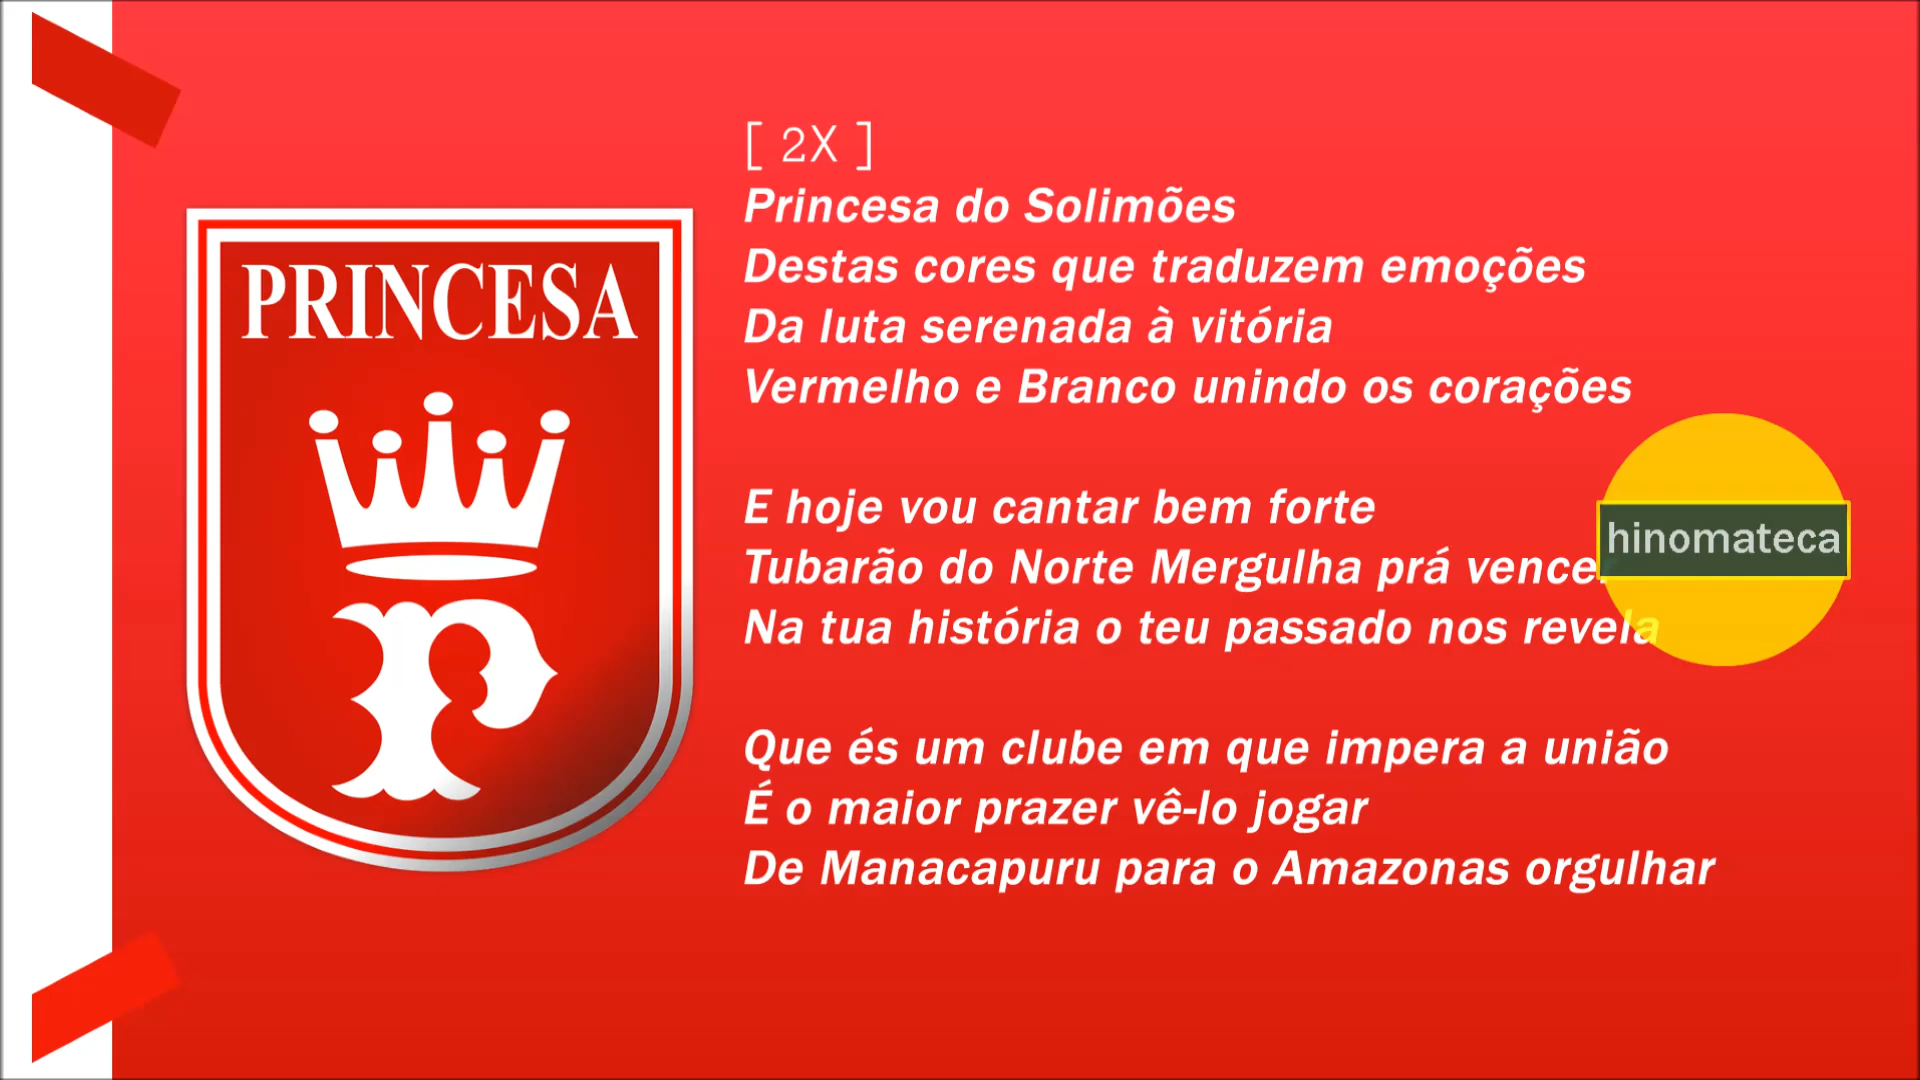 [ 2X ]
PRINCESA
Princesa do Solimões
Destas cores que traduzem emoções
Da luta serenada à vitória
Vermelho e Branco unindo os corações
E hoje vou cantar bem forte
Tubarão do Norte Mergulha prá vencer
hinomateca
Na tua história o teu passado nos revela
Que és um clube em que impera a união
É o maior prazer vê-lo jogar
De Manacapuru para o Amazonas orgulhar
P